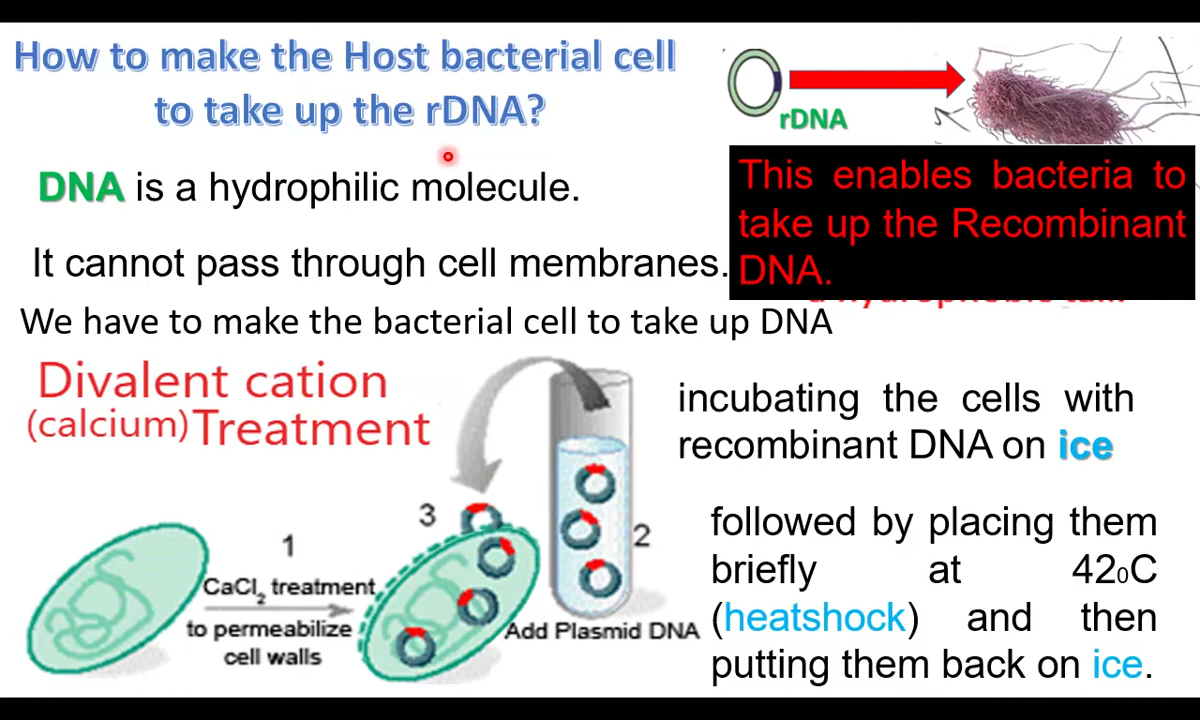 How to make the Host bacterial cell
to take up the rDNA?
rDNA
DNA is a hydrophilic molecule.
This enables bacteria to
take up the Recombinant
DNA.
It cannot pass through cell membranes.
We have to make the bacterial cell to take up DNA
Divalent cation
(calcium) Treatment
incubating the cells with
recombinant DNA on ice
followed by placing them
briefly at 42₀C
(heatshock) and then
putting them back on ice.
1
CaCl₂ treatment
to permeabilize
cell walls
3
2
Add Plasmid DNA